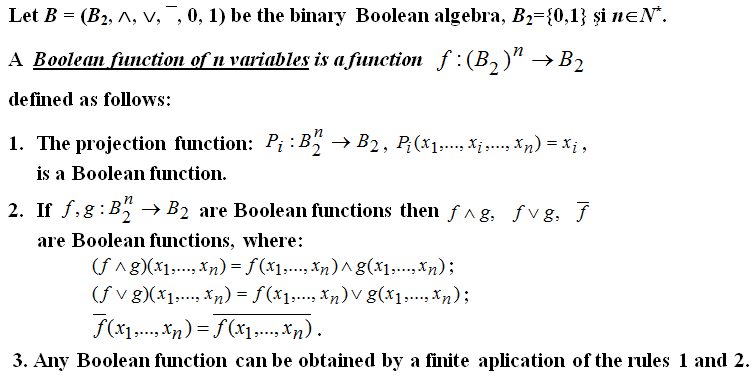 Let B = (B₂, ∧, ∨, ¯, 0, 1) be the binary Boolean algebra, B₂={0,1} și n∈N*.
A Boolean function of n variables is a function f : (B₂)ⁿ → B₂
defined as follows:
1. The projection function: Pᵢ : B₂ⁿ → B₂, Pᵢ(x₁,..., xᵢ,..., xₙ) = xᵢ,
is a Boolean function.
2. If f, g : B₂ⁿ → B₂ are Boolean functions then f ∧ g, f ∨ g, f̅
are Boolean functions, where:
(f ∧ g)(x₁,..., xₙ) = f(x₁,..., xₙ) ∧ g(x₁,..., xₙ);
(f ∨ g)(x₁,..., xₙ) = f(x₁,..., xₙ) ∨ g(x₁,..., xₙ);
f̅(x₁,..., xₙ) = \overline{f(x₁,..., xₙ)}.
3. Any Boolean function can be obtained by a finite aplication of the rules 1 and 2.